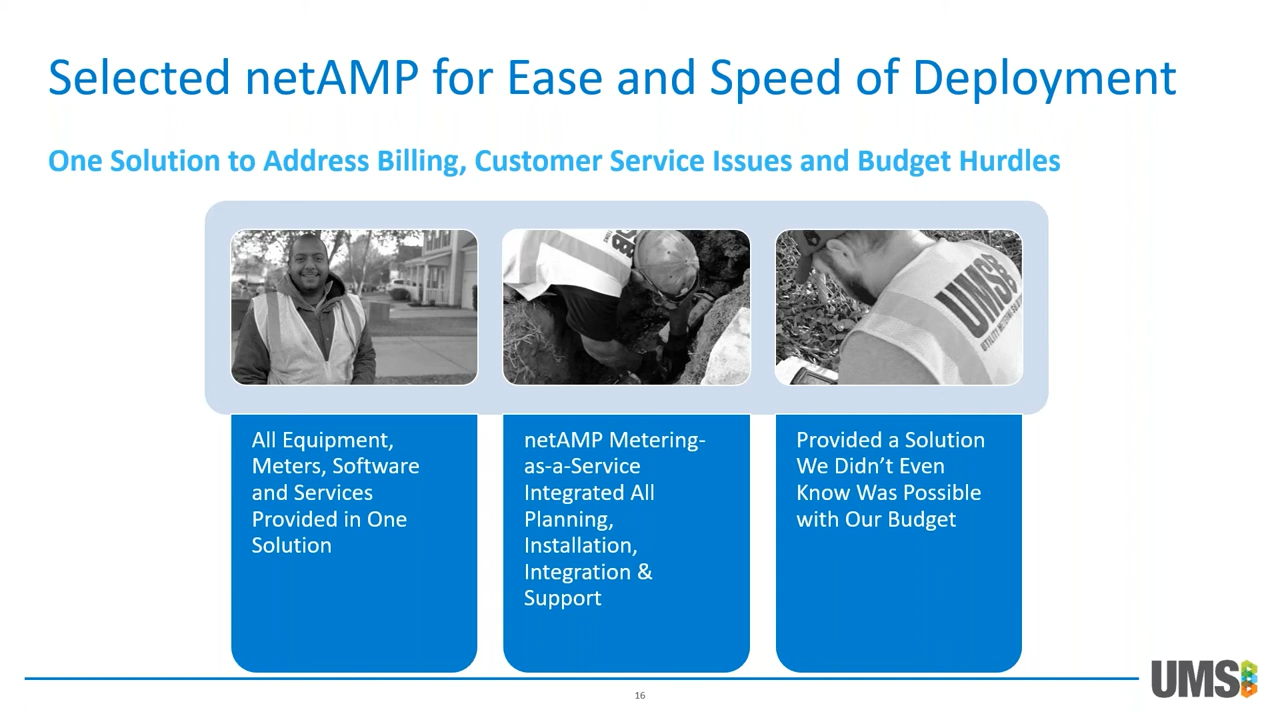 Selected netAMP for Ease and Speed of Deployment
One Solution to Address Billing, Customer Service Issues and Budget Hurdles
UMS
All Equipment,
Meters, Software
and Services
Provided in One
Solution
netAMP Metering-
as-a-Service
Integrated All
Planning,
Installation,
Integration &
Support
Provided a Solution
We Didn’t Even
Know Was Possible
with Our Budget
16
UMS